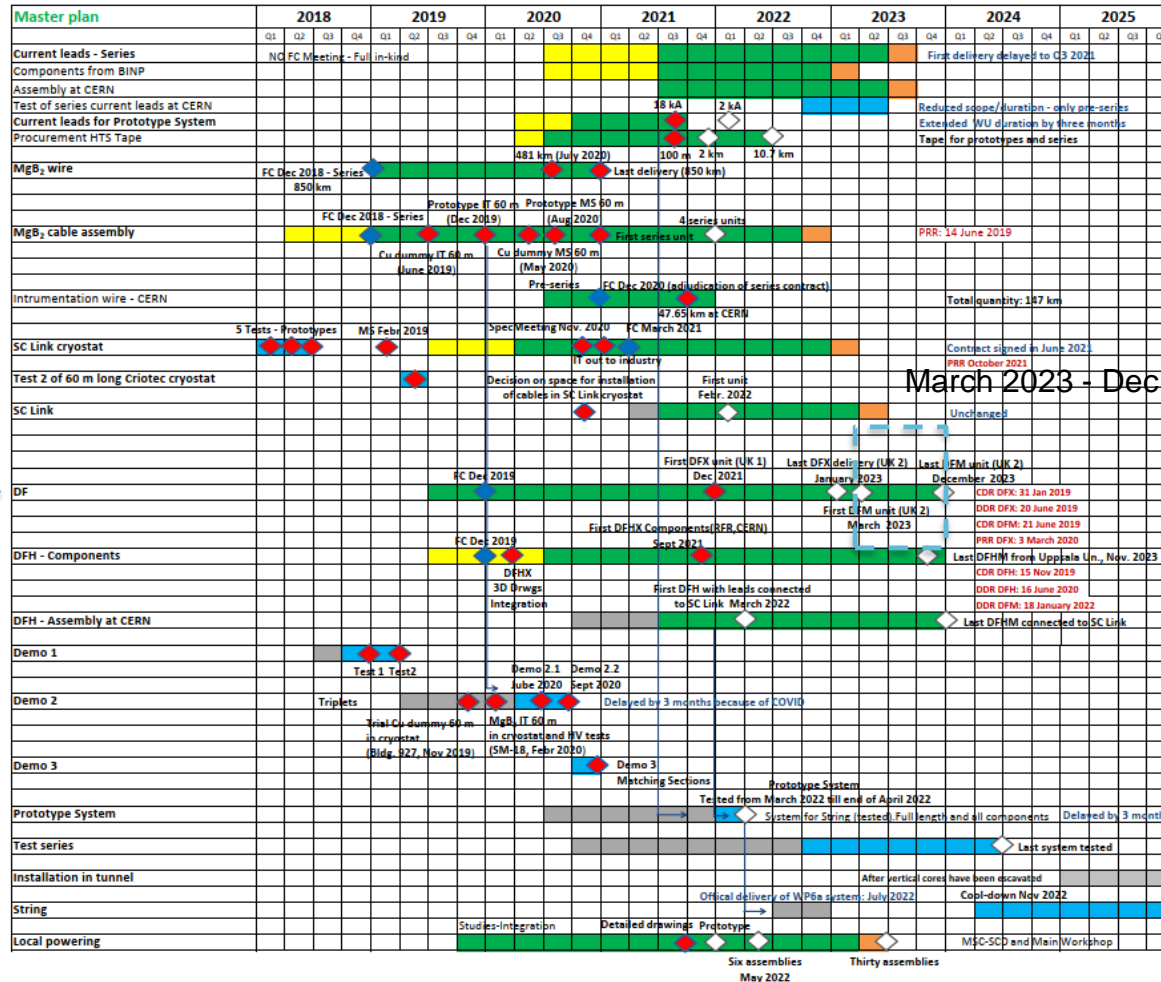 Master plan 2018 2019 2020 2021 2022 2023 2024 2025
Q1 Q2 Q3 Q4 Q1 Q2 Q3 Q4 Q1 Q2 Q3 Q4 Q1 Q2 Q3 Q4 Q1 Q2 Q3 Q4 Q1 Q2 Q3 Q4 Q1 Q2 Q3 Q4 Q1 Q2 Q3
Current leads - Series NO FC Meeting - Full in-kind First delivery delayed to Q3 2021
Components from BINP
Assembly at CERN
Test of series current leads at CERN 18 kA 2 kA Reduced scope/duration - only pre-series
Current leads for Prototype System Extended WU duration by three months
Procurement HTS Tape Tape for prototypes and series
481 km (July 2020) 100 m 2 km 10.7 km
MgB₂ wire FC Dec 2018 - Series Last delivery (850 km)
850 km
Prototype IT 60 m Prototype MS 60 m
FC Dec 2018 - Series (Dec 2019) (Aug 2020) 4 series units
MgB₂ cable assembly First series unit PRR: 14 June 2019
Cu dummy IT 60 m Cu dummy MS 60 m
(June 2019) (May 2020)
Pre-series FC Dec 2020 (adjudication of series contract)
Intrumentation wire - CERN Total quantity: 147 km
47.65 km at CERN
5 Tests - Prototypes MS Febr 2019 SpecMeeting Nov. 2020 FC March 2021
SC Link cryostat Contract signed in June 2021
IT out to industry PRR October 2021
Test 2 of 60 m long Criotec cryostat Decision on space for installation First unit March 2023 - Dec
of cables in SC Link cryostat Febr. 2022
SC Link Unchanged
First DFX unit (UK 1) Last DFX delivery (UK 2) Last DFM unit (UK 2)
FC Dec 2019 Dec 2021 January 2023 December 2023
DF CDR DFX: 31 Jan 2019
First DFM unit (UK 2) DDR DFX: 20 June 2019
First DFHX Components(RFR,CERN) March 2023 CDR DFM: 21 June 2019
FC Dec 2019 Sept 2021 PRR DFX: 3 March 2020
DFH - Components Last DFHM from Uppsala Un., Nov. 2023
DFHX CDR DFH: 15 Nov 2019
3D Drwgs First DFH with leads connected DDR DFH: 16 June 2020
Integration to SC Link March 2022 DDR DFM: 18 January 2022
DFH - Assembly at CERN Last DFHM connected to SC Link
Demo 1
Test 1 Test2 Demo 2.1 Demo 2.2
Jube 2020 Sept 2020
Demo 2 Triplets Delayed by 3 months because of COVID
Trial Cu dummy 60 m MgB₂ IT 60 m
in cryostat in cryostat and HV tests
(Bldg. 927, Nov 2019) (SM-18, Febr 2020)
Demo 3 Demo 3
Matching Sections Prototype System
Tested from March 2022 till end of April 2022
Prototype System System for String (tested).Full length and all components Delayed by 3 mont
Test series Last system tested
Installation in tunnel After vertical cores have been escavated
Offical delivery of WP6a system: July 2022 Cool-down Nov 2022
String
Studies-Integration Detailed drawings Prototype
Local powering MSC-SCD and Main Workshop
Six assemblies Thirty assemblies
May 2022